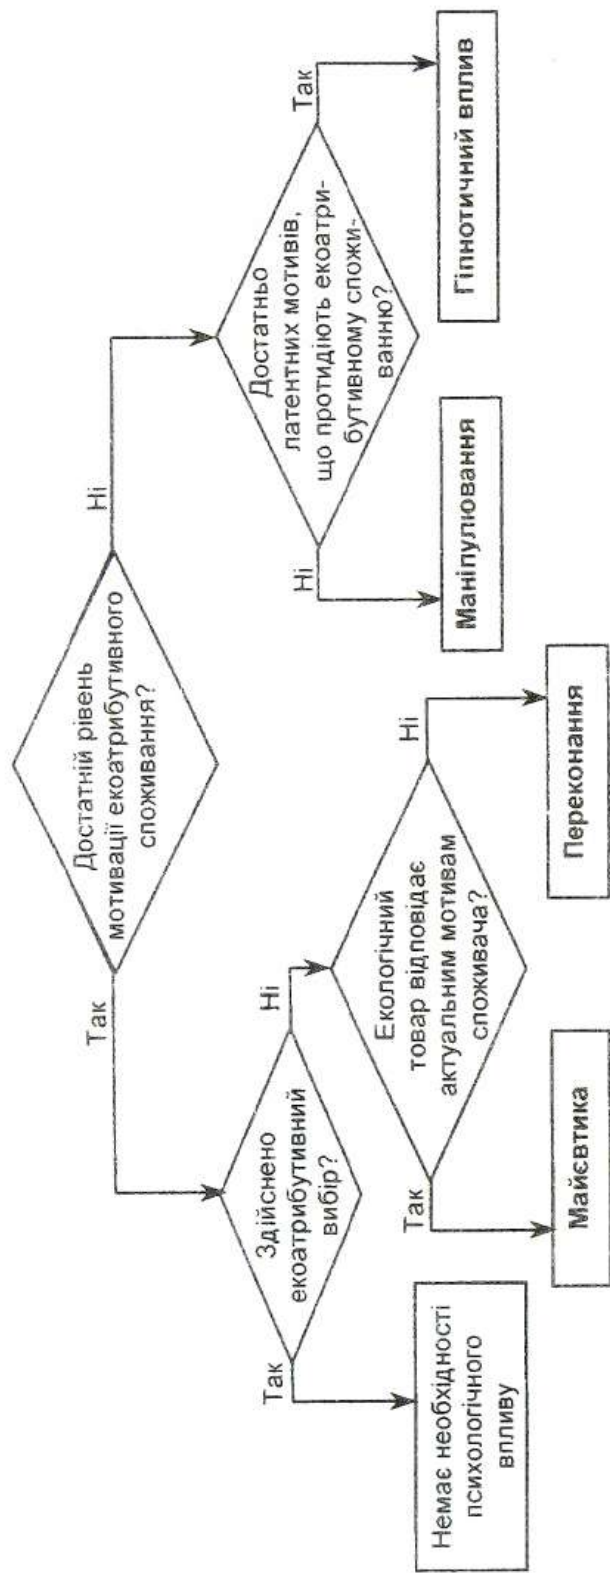 Достатній рівень
мотивації екоатрибутивного
споживання?
Так
Ні
Здійснено
екоатрибутивний
вибір?
Так
Ні
Достатньо
латентних мотивів,
що протидіють екоатри-
бутивному спожи-
ванню?
Ні
Так
Екологічний
товар відповідає
актуальним мотивам
споживача?
Так
Ні
Немає необхідності
психологічного
впливу
Майєвтика
Переконання
Маніпулювання
Гіпнотичний вплив